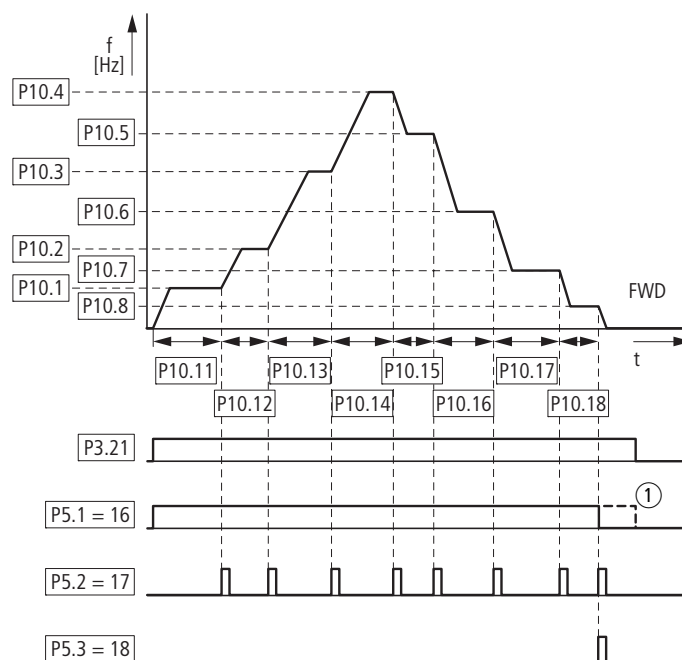 f
[Hz]
P10.4
P10.5
P10.3
P10.6
P10.2
P10.7
P10.1
P10.8
FWD
t
P10.11
P10.13
P10.15
P10.17
P10.12
P10.14
P10.16
P10.18
P3.21
1
P5.1 = 16
P5.2 = 17
P5.3 = 18